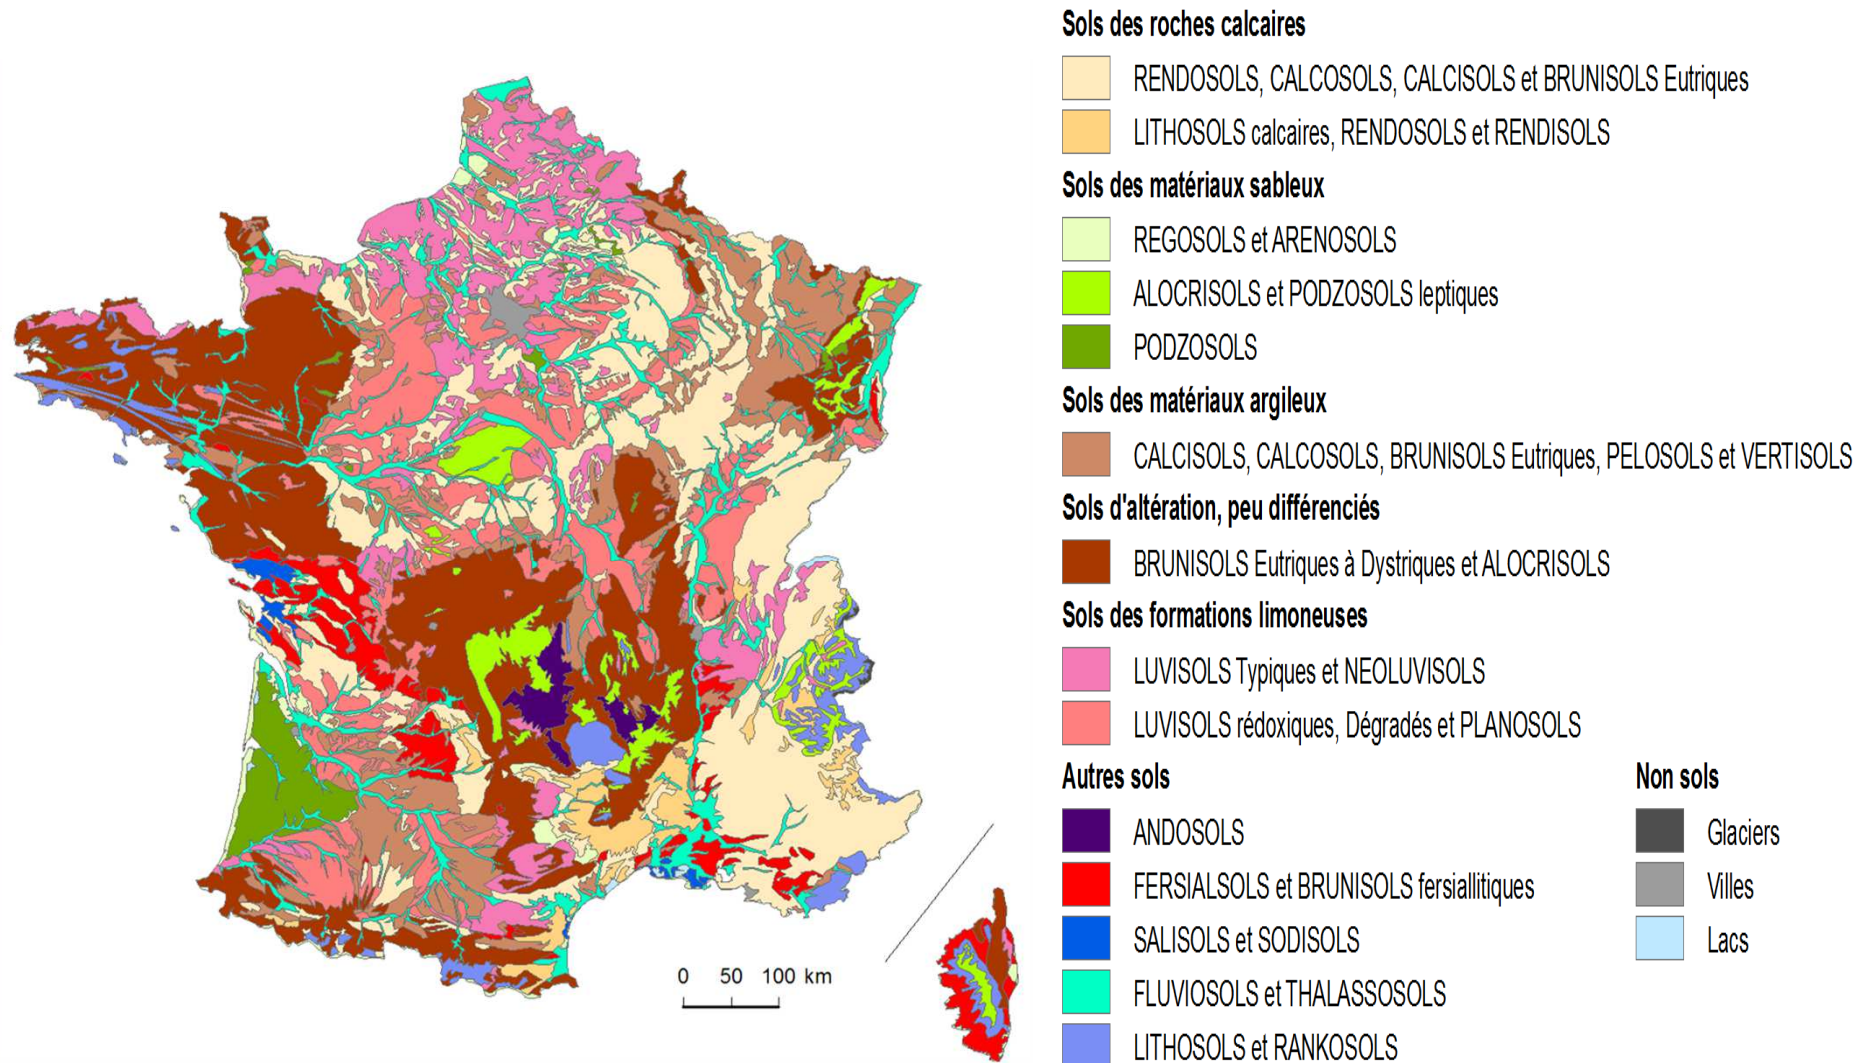 Sols des roches calcaires
RENDOSOLS, CALCOSOLS, CALCISOLS et BRUNISOLS Eutriques
LITHOSOLS calcaires, RENDOSOLS et RENDISOLS
Sols des matériaux sableux
REGOSOLS et ARENOSOLS
ALOCRISOLS et PODZOSOLS leptiques
PODZOSOLS
Sols des matériaux argileux
CALCISOLS, CALCOSOLS, BRUNISOLS Eutriques, PELOSOLS et VERTISOLS
Sols d'altération, peu différenciés
BRUNISOLS Eutriques à Dystriques et ALOCRISOLS
Sols des formations limoneuses
LUVISOLS Typiques et NEOLUVISOLS
LUVISOLS rédoxiques, Dégradés et PLANOSOLS
Autres sols
ANDOSOLS
FERSIALSOLS et BRUNISOLS fersiallitiques
SALISOLS et SODISOLS
FLUVIOSOLS et THALASSOSOLS
LITHOSOLS et RANKOSOLS
Non sols
Glaciers
Villes
Lacs
0 50 100 km